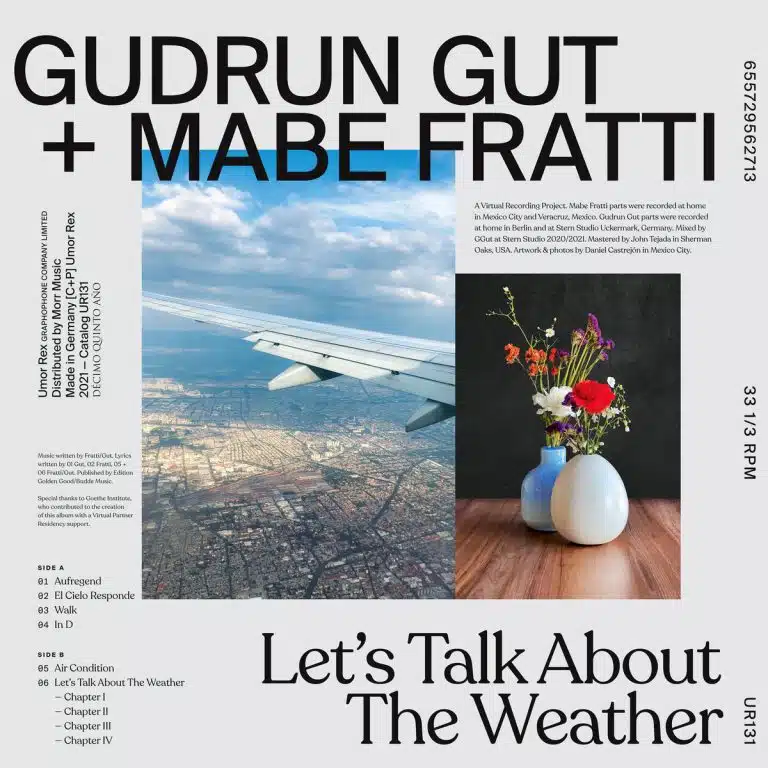 GUDRUN GUT
+ MABE FRATTI
655729562713
A Virtual Recording Project. Mabe Fratti parts were recorded at home
in Mexico City and Veracruz, Mexico. Gudrun Gut parts were recorded
at home in Berlin and at Stern Studio Uckermark, Germany. Mixed by
GGut at Stern Studio 2020/2021. Mastered by John Tejada in Sherman
Oaks, USA. Artwork & photos by Daniel Castrejón in Mexico City.
Umor Rex GRAPHOPHONE COMPANY LIMITED
Distributed by Morr Music
Made in Germany [C+P] Umor Rex
2021 – Catalog UR131
DÉCIMO QUINTO AÑO
33 1/3 RPM
Music written by Fratti/Gut. Lyrics
written by 01 Gut, 02 Fratti, 05 +
06 Fratti/Gut. Published by Edition
Golden Good/Budde Music.
Special thanks to Goethe Institute,
who contributed to the creation
of this album with a Virtual Partner
Residency support.
SIDE A
01 Aufregend
02 El Cielo Responde
03 Walk
04 In D
SIDE B
05 Air Condition
06 Let's Talk About The Weather
– Chapter I
– Chapter II
– Chapter III
– Chapter IV
Let's Talk About
The Weather
UR131